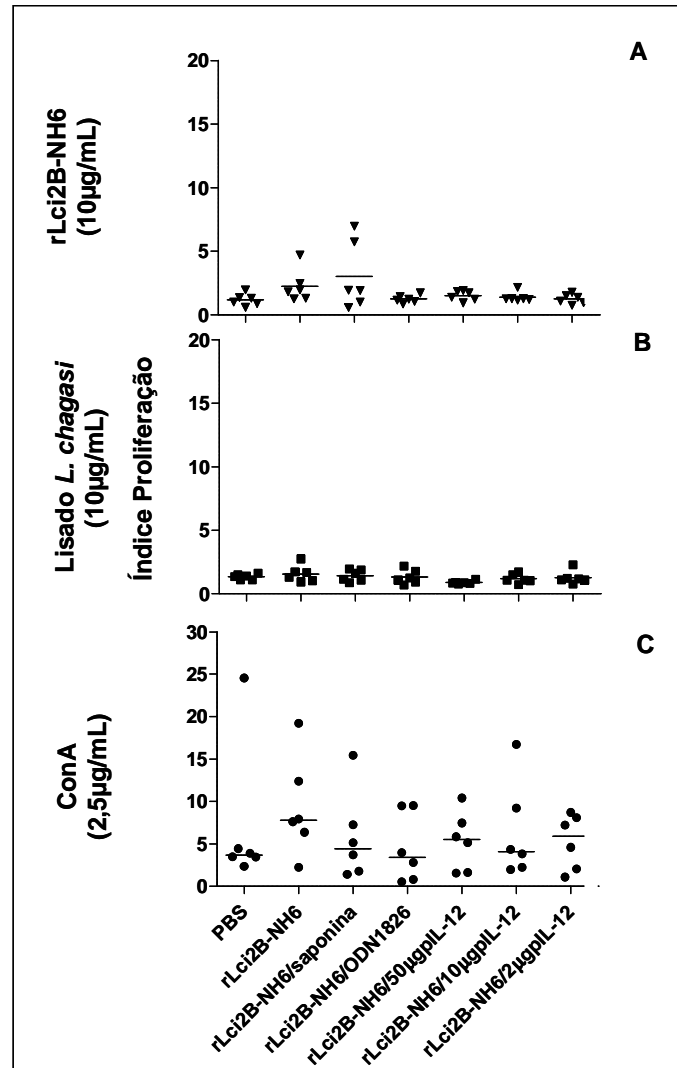 A
rLci2B-NH6
(10µg/mL)
20
15
10
5
0
B
Lisado L. chagasi
(10µg/mL)
Índice Proliferação
20
15
10
5
0
C
ConA
(2,5µg/mL)
30
25
20
15
10
5
0
PBS
rLci2B-NH6
rLci2B-NH6/saponina
rLci2B-NH6/ODN1826
rLci2B-NH6/50µgpIL-12
rLci2B-NH6/10µgpIL-12
rLci2B-NH6/2µgpIL-12